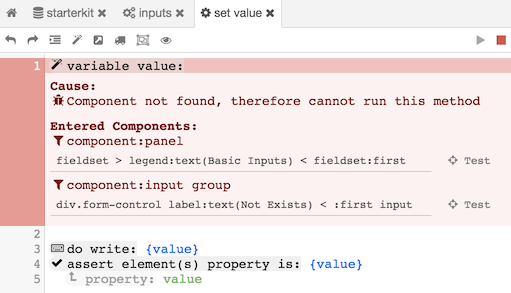 starterkit inputs set value
1 variable value:
Cause:
Component not found, therefore cannot run this method
Entered Components:
component:panel
fieldset > legend:text(Basic Inputs) < fieldset:first Test
component:input group
div.form-control label:text(Not Exists) < :first input Test
2
3 do write: {value}
4 assert element(s) property is: {value}
5 property: value